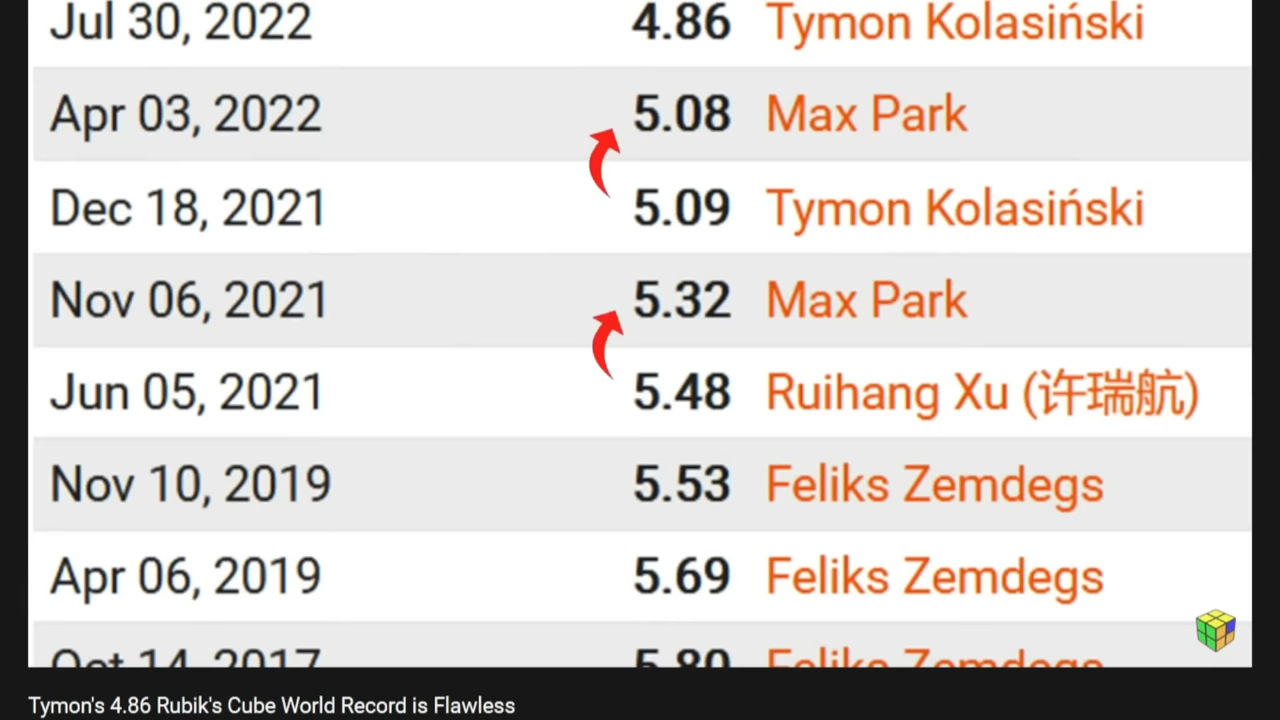 Jul 30, 2022 4.86 Tymon Kolasiński
Apr 03, 2022 5.08 Max Park
Dec 18, 2021 5.09 Tymon Kolasiński
Nov 06, 2021 5.32 Max Park
Jun 05, 2021 5.48 Ruihang Xu (许瑞航)
Nov 10, 2019 5.53 Feliks Zemdegs
Apr 06, 2019 5.69 Feliks Zemdegs
Oct 14, 2017 5.80 Feliks Zemdegs
Tymon's 4.86 Rubik's Cube World Record is Flawless